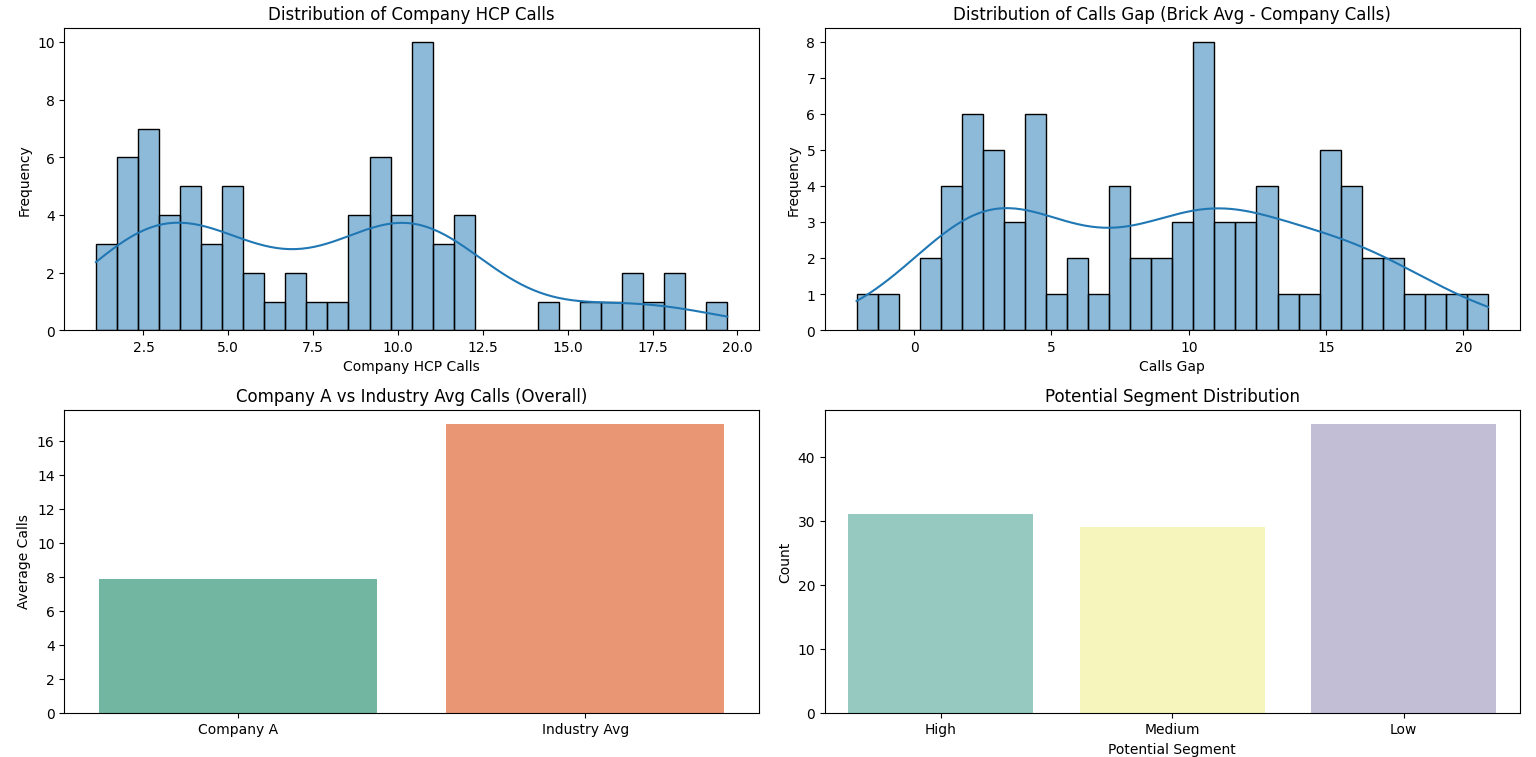 Distribution of Company HCP Calls
10
8
6
4
2
0
Frequency
2.5 5.0 7.5 10.0 12.5 15.0 17.5 20.0
Company HCP Calls
Distribution of Calls Gap (Brick Avg - Company Calls)
8
7
6
5
4
3
2
1
0
Frequency
0 5 10 15 20
Calls Gap
Company A vs Industry Avg Calls (Overall)
16
14
12
10
8
6
4
2
0
Average Calls
Company A Industry Avg
Potential Segment Distribution
40
30
20
10
0
Count
High Medium Low
Potential Segment